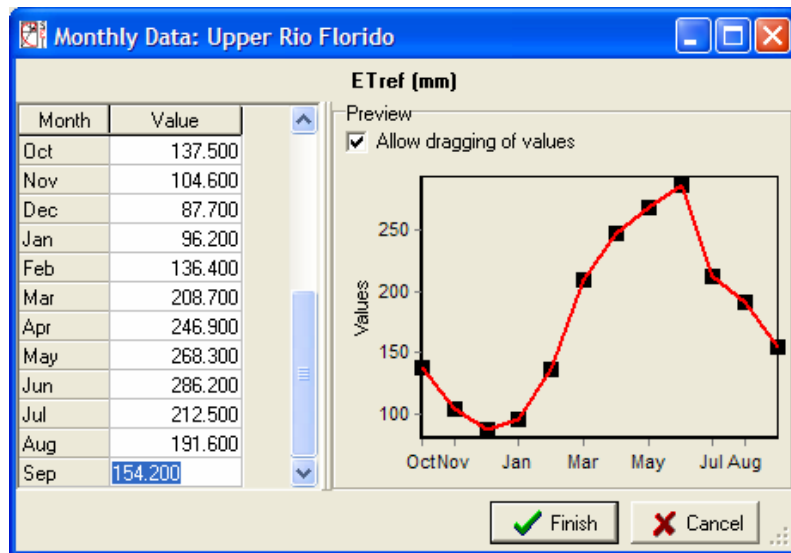 Monthly Data: Upper Rio Florido
ETref (mm)
Month Value
Oct 137.500
Nov 104.600
Dec 87.700
Jan 96.200
Feb 136.400
Mar 208.700
Apr 246.900
May 268.300
Jun 286.200
Jul 212.500
Aug 191.600
Sep 154.200
Preview
Allow dragging of values
Values
250
200
150
100
Oct Nov Jan Mar May Jul Aug
Finish Cancel